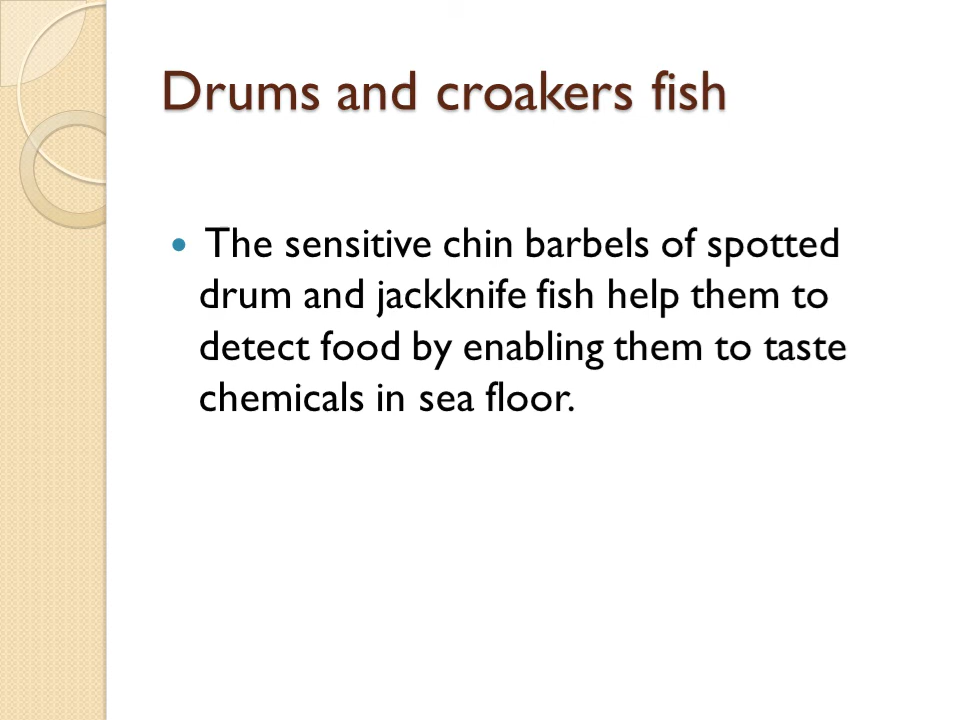 Drums and croakers fish
• The sensitive chin barbels of spotted
drum and jackknife fish help them to
detect food by enabling them to taste
chemicals in sea floor.